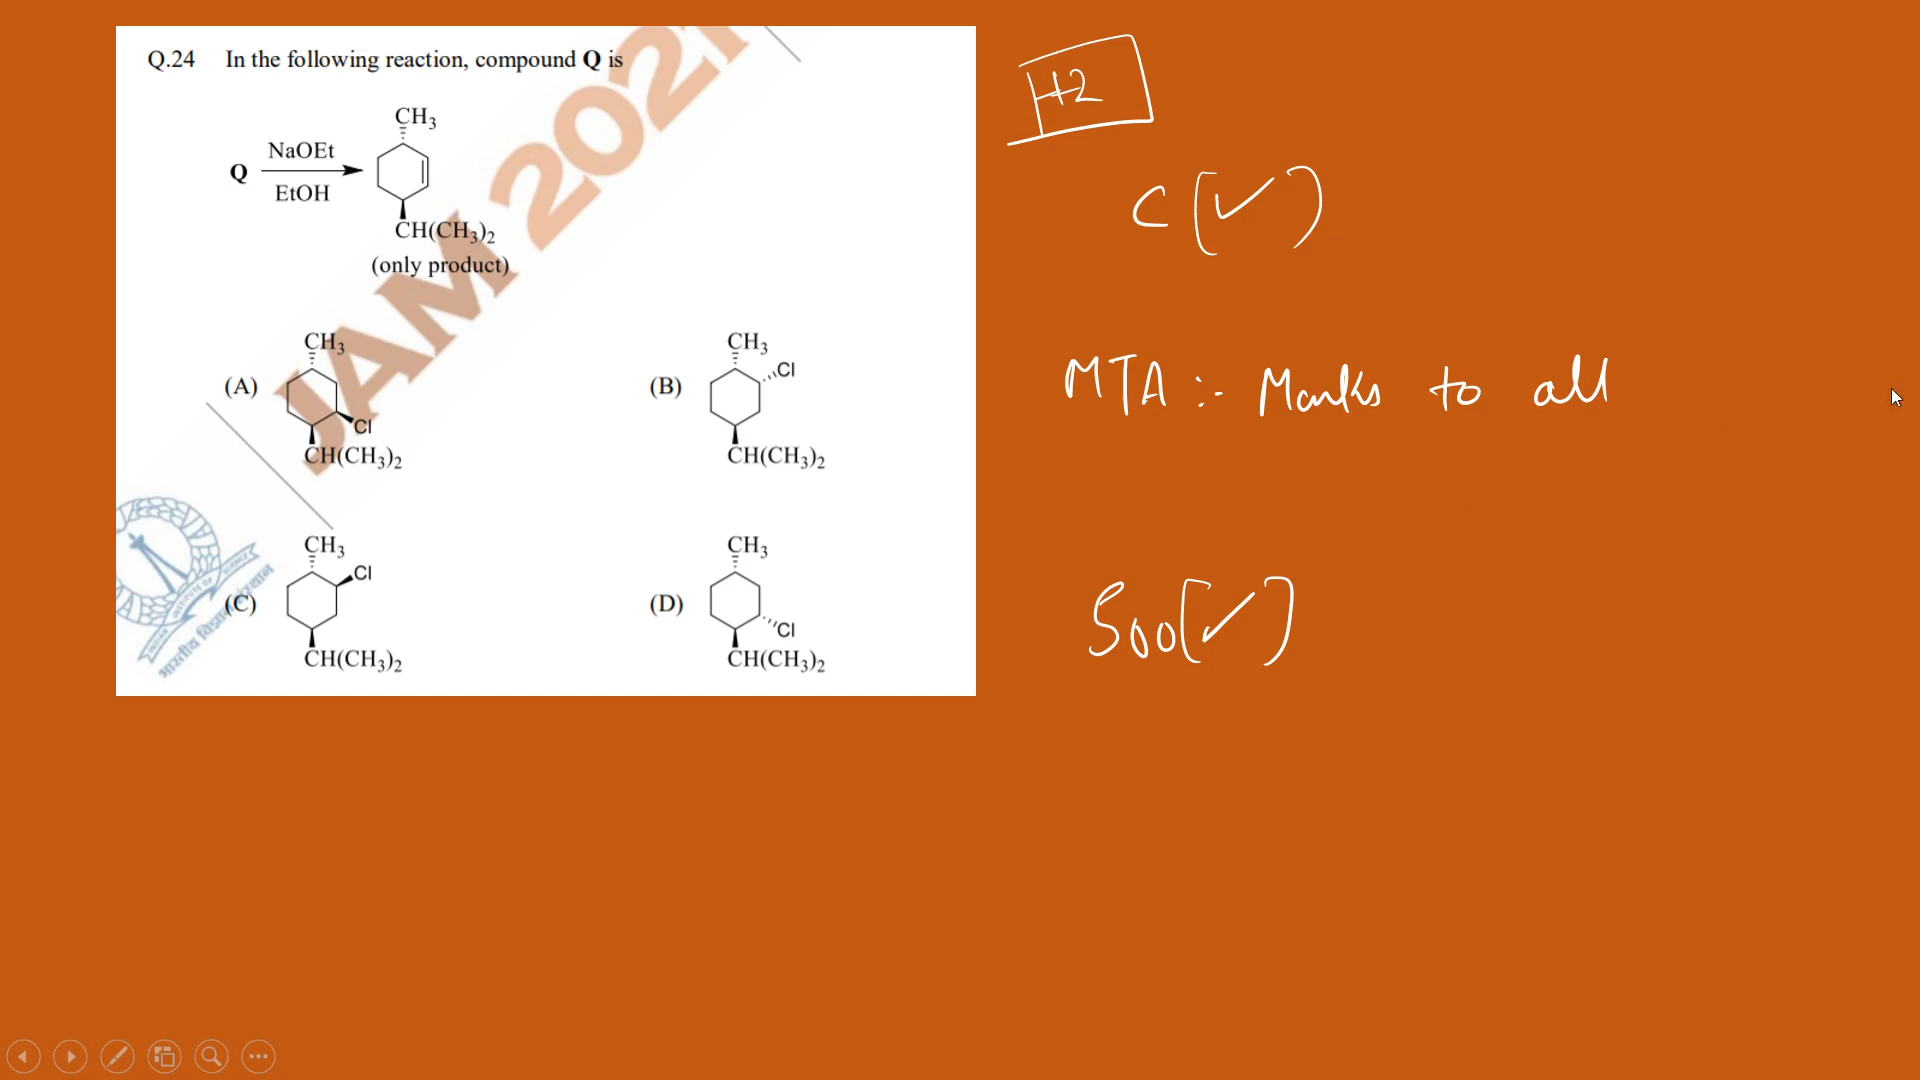 Q.24 In the following reaction, compound Q is
CH3
NaOEt
Q
EtOH
CH(CH3)2
(only product)
JAM 2021
(A)
CH3
Cl
CH(CH3)2
(B)
CH3
Cl
CH(CH3)2
(C)
CH3
Cl
CH(CH3)2
(D)
CH3
Cl
CH(CH3)2
+2
C (✓)
MTA :- Marks to all